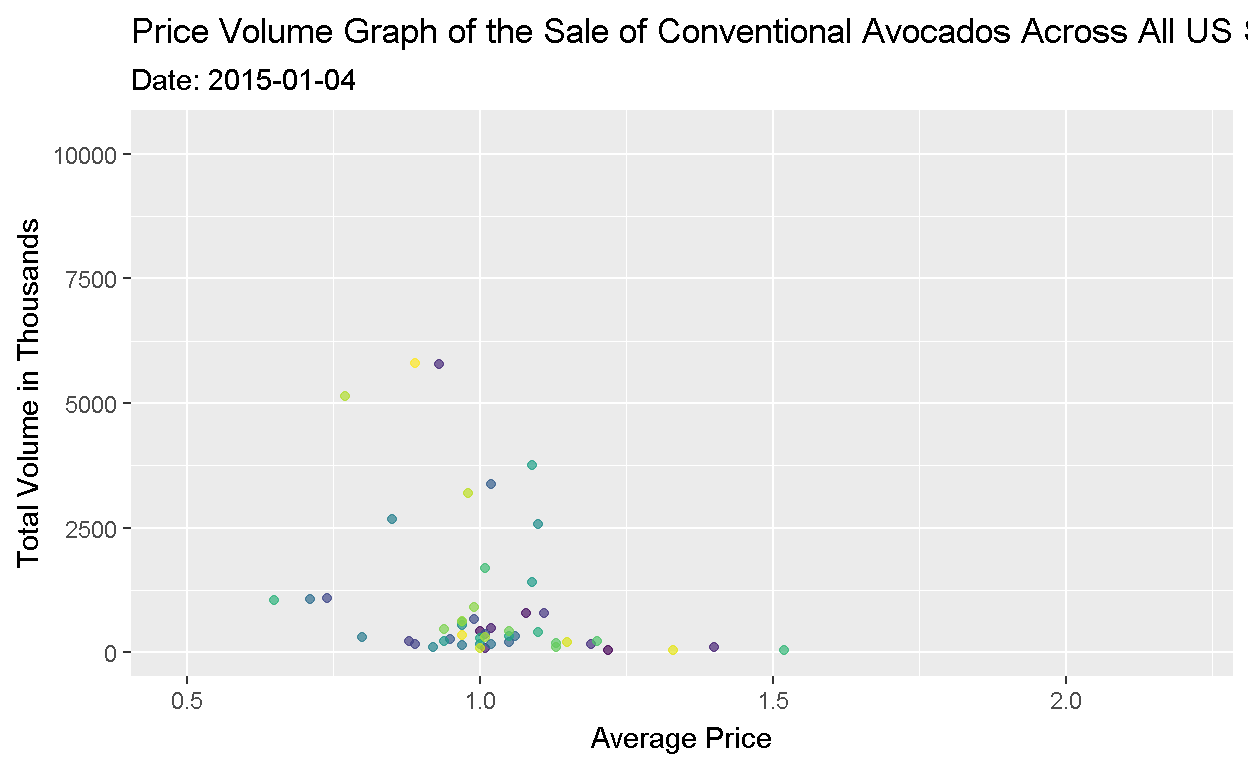 Price Volume Graph of the Sale of Conventional Avocados Across All US
Date: 2015-01-04
10000
7500
5000
2500
0
Total Volume in Thousands
0.5 1.0 1.5 2.0
Average Price